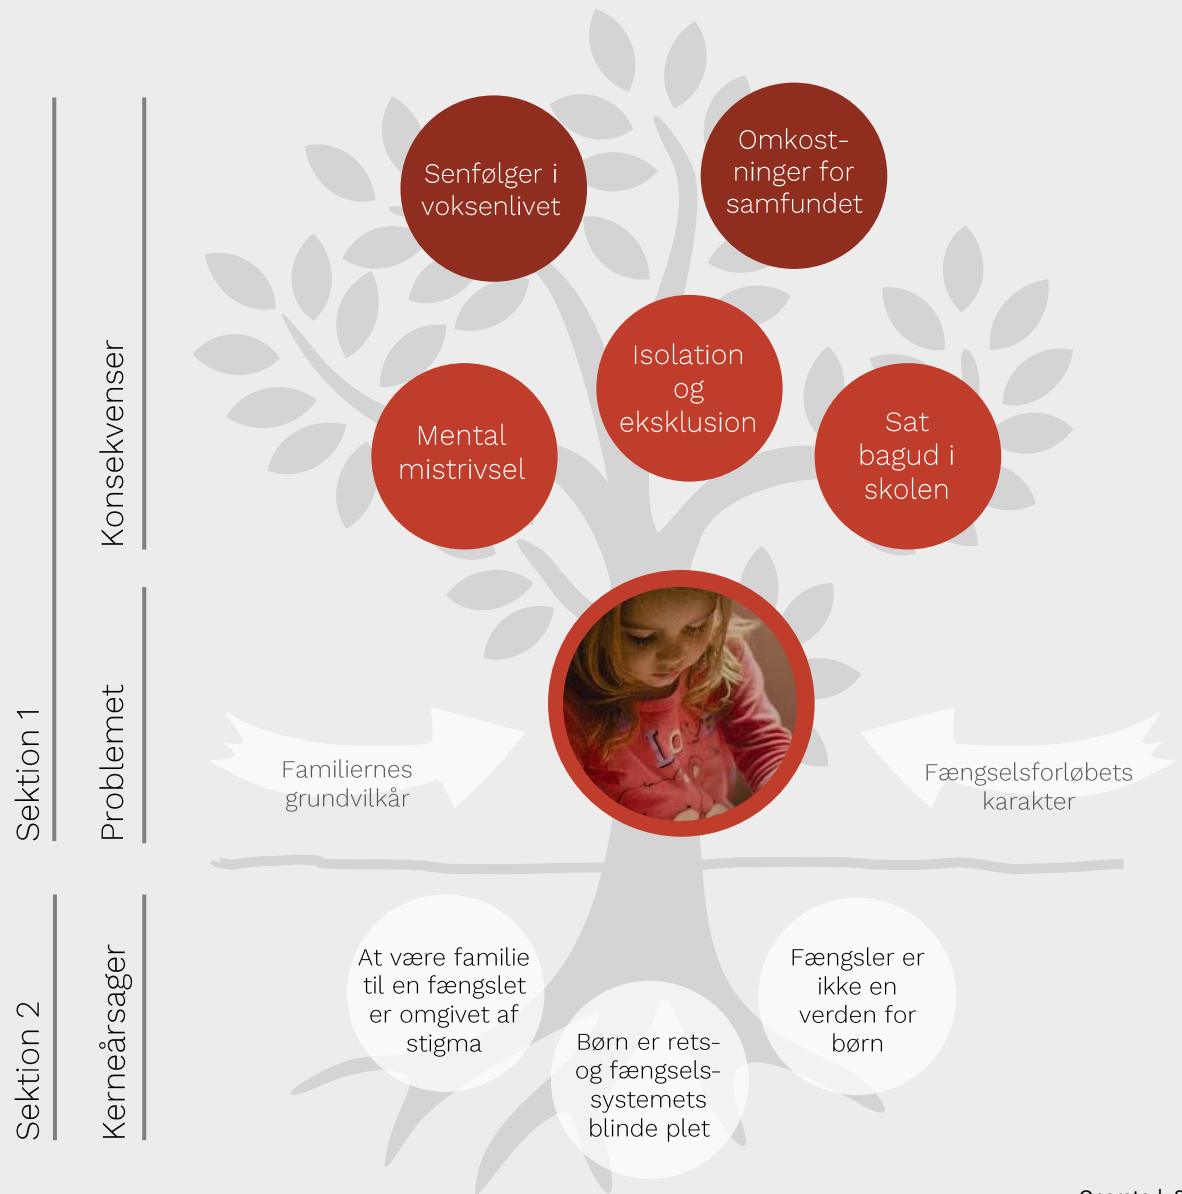 Senfølger i
voksenlivet
Omkost-
ninger for
samfundet
Isolation
og
eksklusion
Mental
mistrivsel
Sat
bagud i
skolen
Konsekvenser
Sektion 1
Problemet
Familiernes
grundvilkår
Fængselsforløbets
karakter
Sektion 2
Kerneårsager
At være familie
til en fængslet
er omgivet af
stigma
Børn er rets-
og fængsels-
systemets
blinde plet
Fængsler er
ikke en
verden for
børn